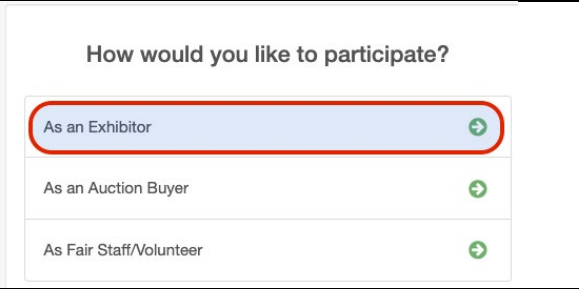 How would you like to participate?
As an Exhibitor
As an Auction Buyer
As Fair Staff/Volunteer